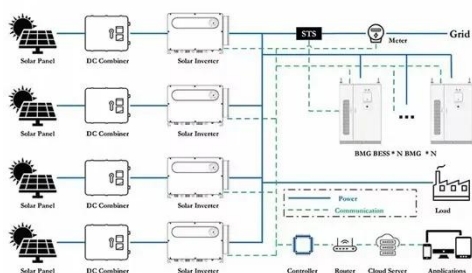 STS
Meter
Grid
Solar Panel
DC Combiner
Solar Inverter
Solar Panel
DC Combiner
Solar Inverter
BMG BESS * N BMG * N
Solar Panel
DC Combiner
Solar Inverter
Power
Communication
Load
Solar Panel
DC Combiner
Solar Inverter
Controller
Router
Cloud Server
Applications